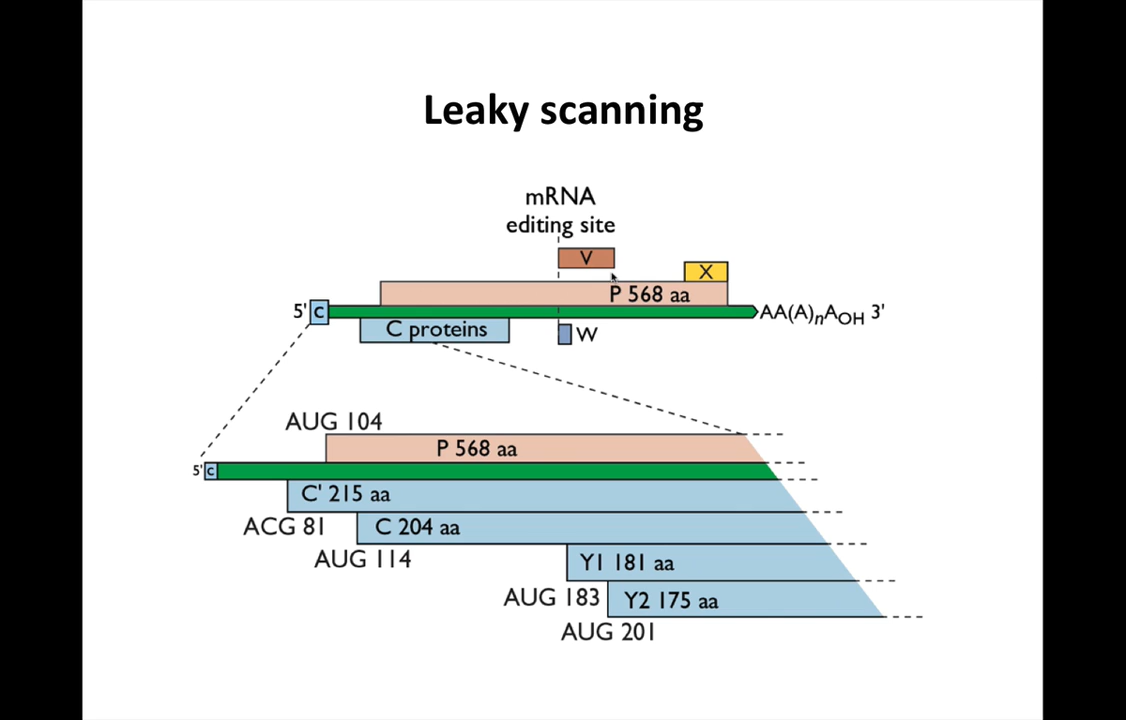 Leaky scanning
mRNA
editing site
V
X
P 568 aa
5' c
AA(A)nAOH 3'
C proteins
W
AUG 104
P 568 aa
5' c
C' 215 aa
ACG 81
C 204 aa
AUG 114
Y1 181 aa
AUG 183
Y2 175 aa
AUG 201